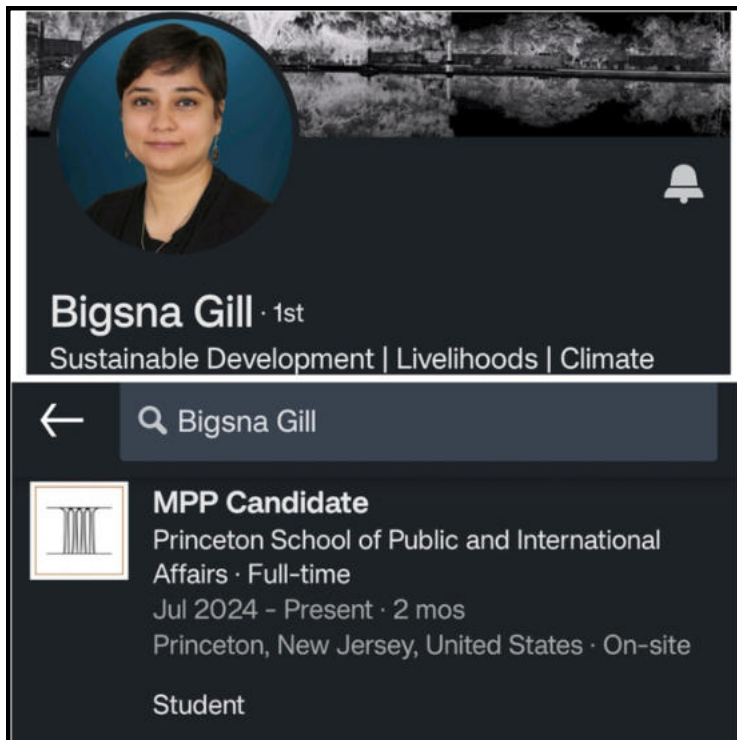 Bigsna Gill · 1st
Sustainable Development | Livelihoods | Climate
Bigsna Gill
MPP Candidate
Princeton School of Public and International
Affairs · Full-time
Jul 2024 - Present · 2 mos
Princeton, New Jersey, United States · On-site
Student